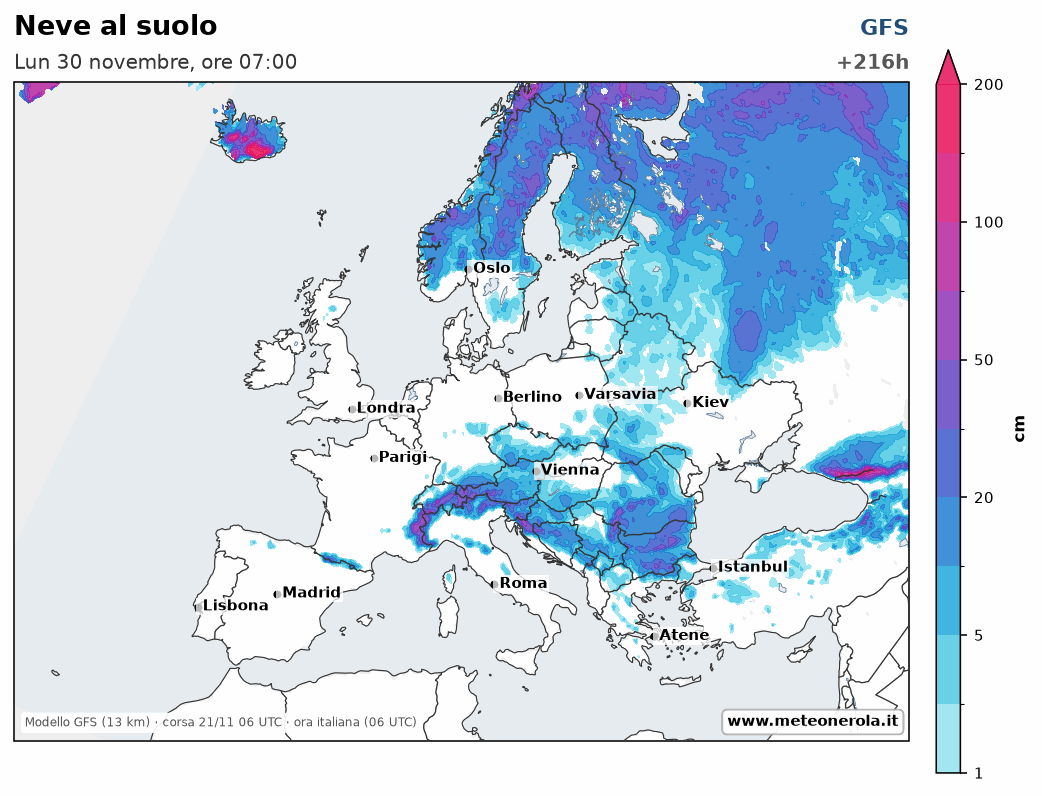 Neve al suolo
GFS
Lun 30 novembre, ore 07:00
+216h
200
100
50
20
5
1
cm
Oslo
Londra
Berlino
Varsavia
Kiev
Parigi
Vienna
Istanbul
Roma
Madrid
Lisbona
Atene
Modello GFS (13 km) · corsa 21/11 06 UTC · ora italiana (06 UTC)
www.meteonerola.it